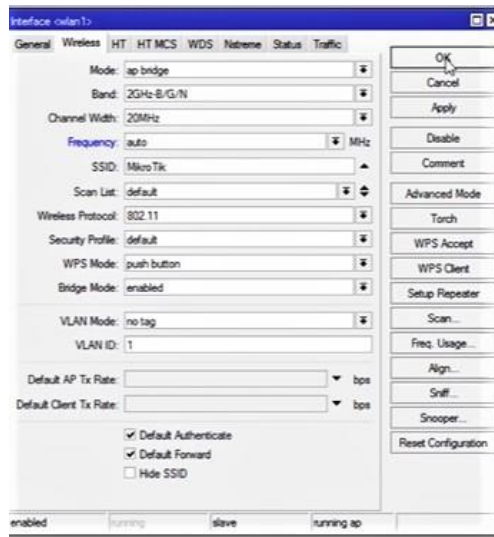 Interface <wlan1>
General Wireless HT HT MCS WDS Nstreme Status Traffic
Mode: ap bridge
Band: 2GHz-B/G/N
Channel Width: 20MHz
Frequency: auto MHz
SSID: MikroTik
Scan List: default
Wireless Protocol: 802.11
Security Profile: default
WPS Mode: push button
Bridge Mode: enabled
VLAN Mode: no tag
VLAN ID: 1
Default AP Tx Rate: bps
Default Client Tx Rate: bps
Default Authenticate
Default Forward
Hide SSID
OK
Cancel
Apply
Disable
Comment
Advanced Mode
Torch
WPS Accept
WPS Client
Setup Repeater
Scan...
Freq. Usage...
Align...
Sniff...
Snooper...
Reset Configuration
enabled running slave running ap